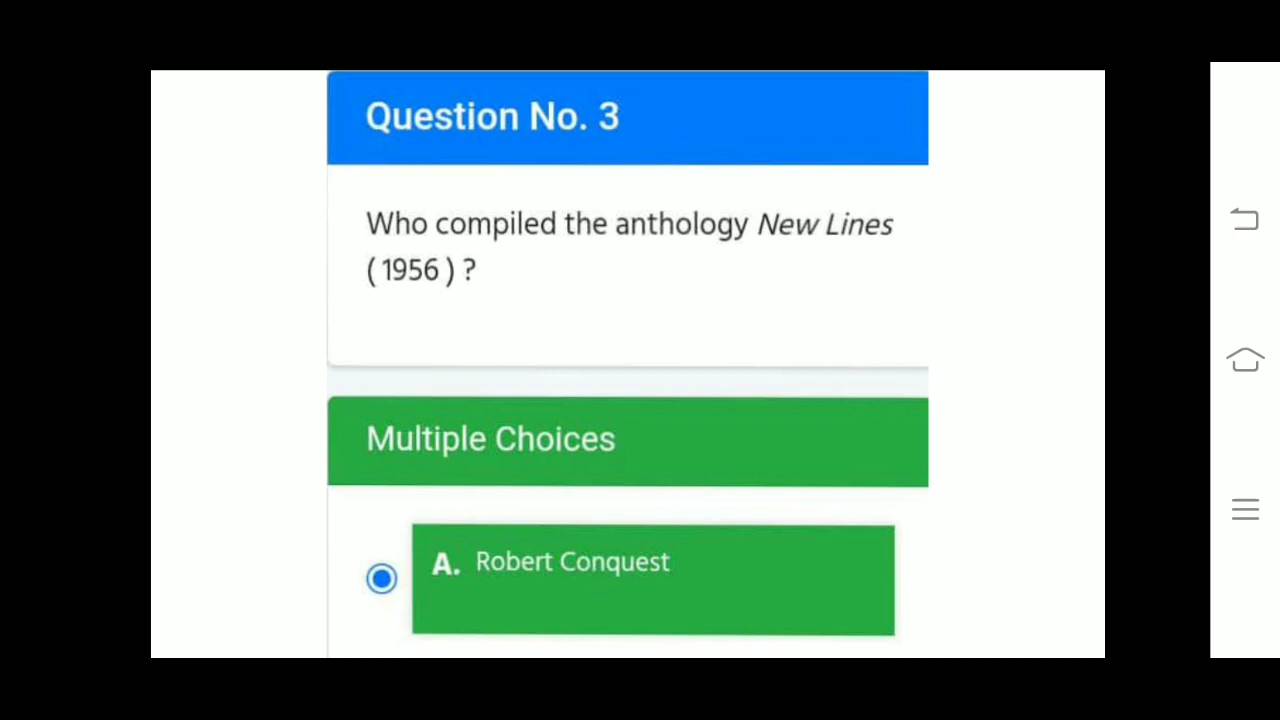 Question No. 3
Who compiled the anthology New Lines
( 1956 ) ?
Multiple Choices
A. Robert Conquest